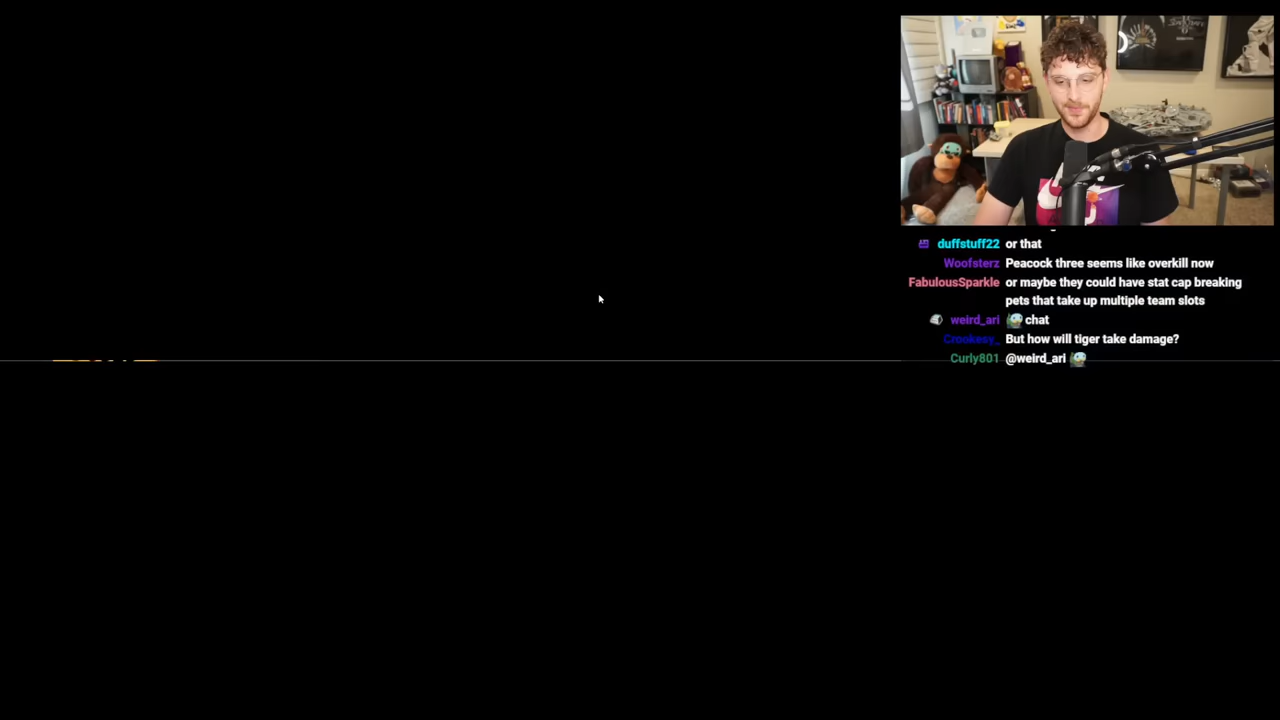 duffstuff22 or that
Woofsterz Peacock three seems like overkill now
FabulousSparkle or maybe they could have stat cap breaking
pets that take up multiple team slots
weird_ari chat
Crookesy_ But how will tiger take damage?
Curly801 @weird_ari